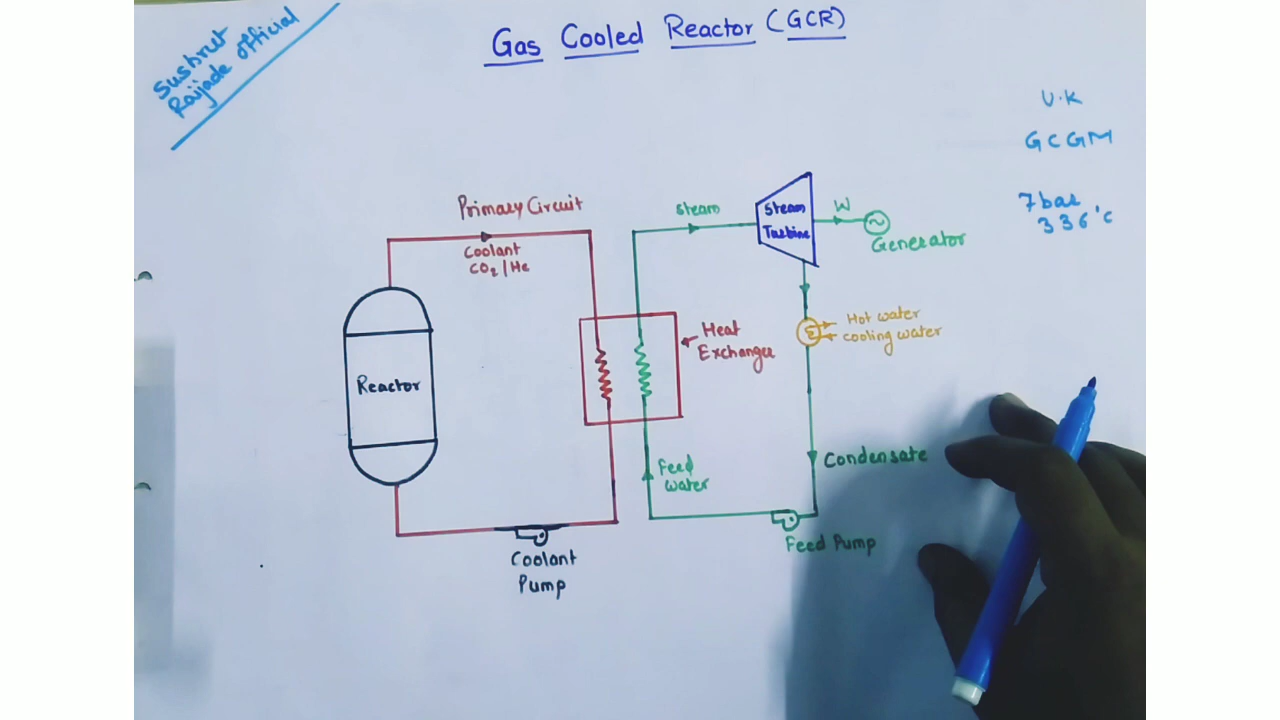 Gas Cooled Reactor (GCR)
Sushrut
Rajjade official
U.K
GCGM
7 bar
336°C
Primary Circuit
Coolant
CO₂/He
Steam
Steam
Turbine
W
Generator
Hot water
cooling water
Heat
Exchanger
Reactor
Feed
water
Condensate
Feed Pump
Coolant
Pump